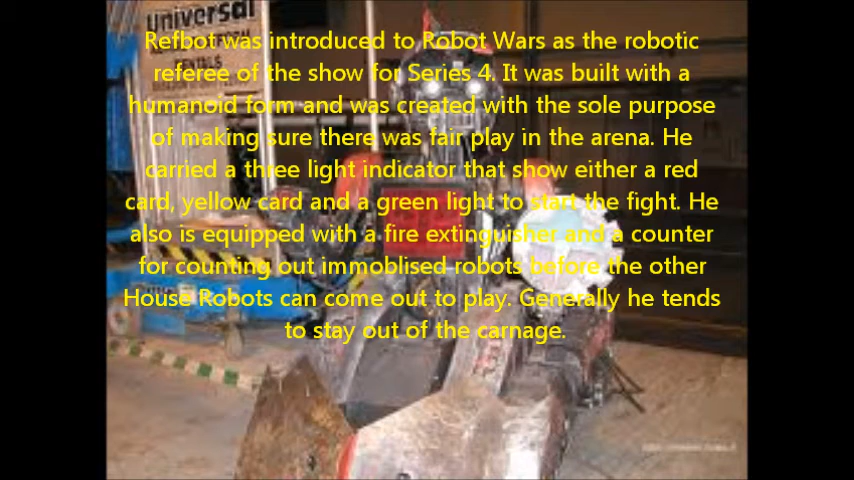 Universal
Refbot was introduced to Robot Wars as the robotic
referee of the show for Series 4. It was built with a
humanoid form and was created with the sole purpose
of making sure there was fair play in the arena. He
carried a three light indicator that show either a red
card, yellow card and a green light to start the fight. He
also is equipped with a fire extinguisher and a counter
for counting out immoblised robots before the other
House Robots can come out to play. Generally he tends
to stay out of the carnage.